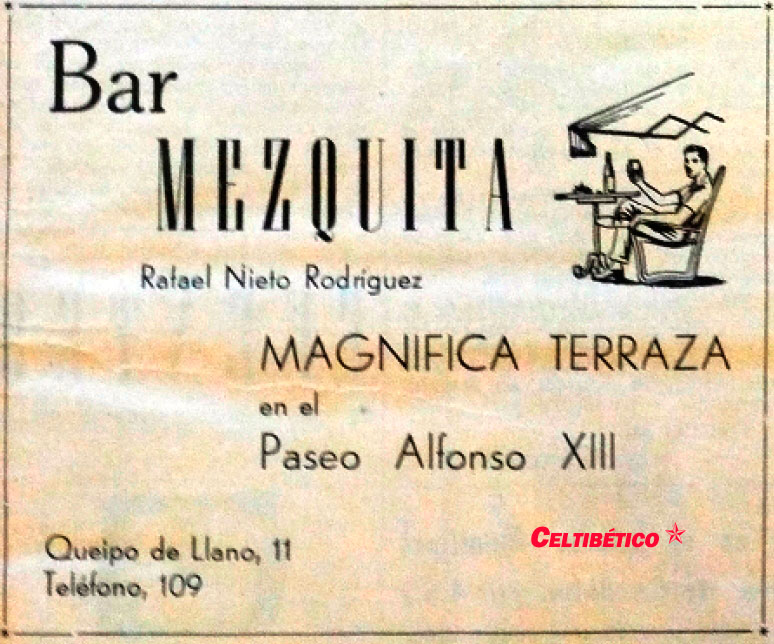 Bar
MEZQUITA
Rafael Nieto Rodríguez
MAGNIFICA TERRAZA
en el
Paseo Alfonso XIII
CELTIBÉTICO
Queipo de Llano, 11
Teléfono, 109